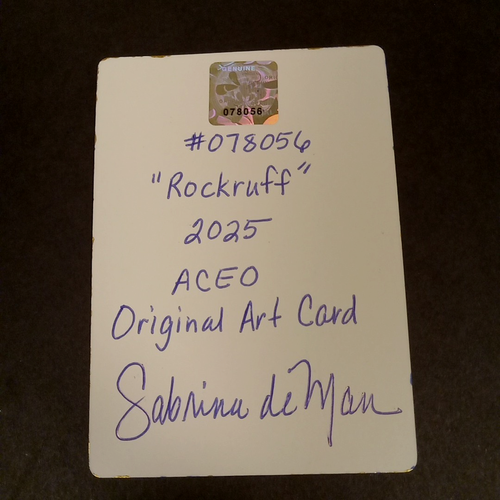 GENUINE
078056
#078056
"Rockruff"
2025
ACEO
Original Art Card
Sabrina de Man